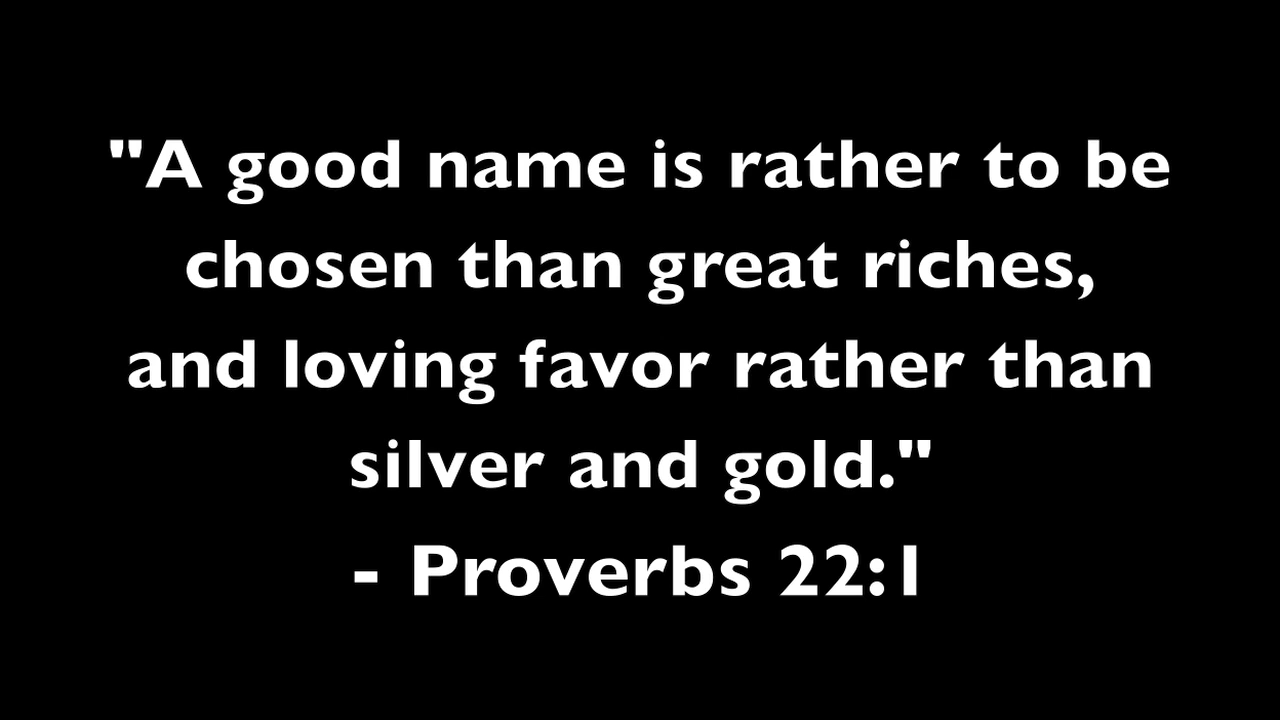 "A good name is rather to be
chosen than great riches,
and loving favor rather than
silver and gold."
- Proverbs 22:1